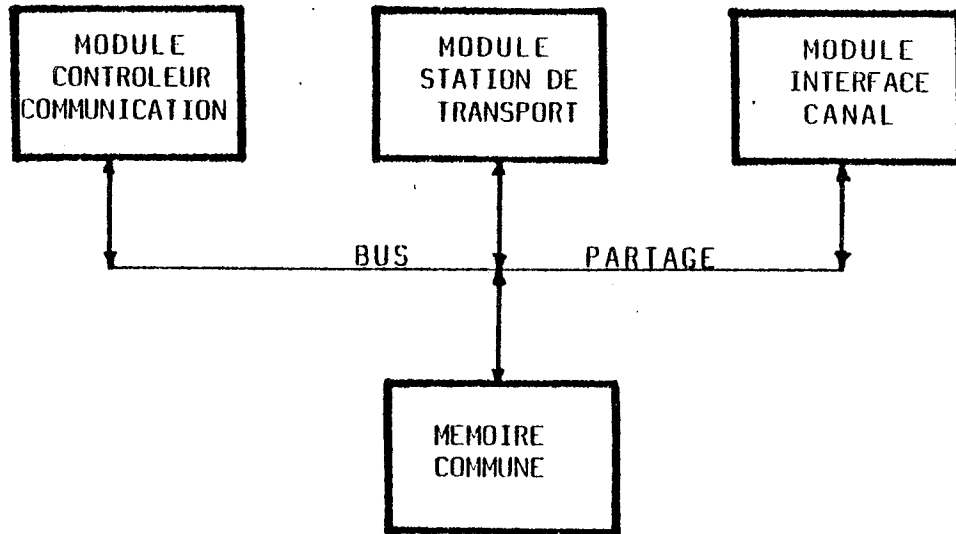 MODULE
CONTROLEUR
COMMUNICATION
MODULE
STATION DE
TRANSPORT
MODULE
INTERFACE
CANAL
BUS PARTAGE
MEMOIRE
COMMUNE